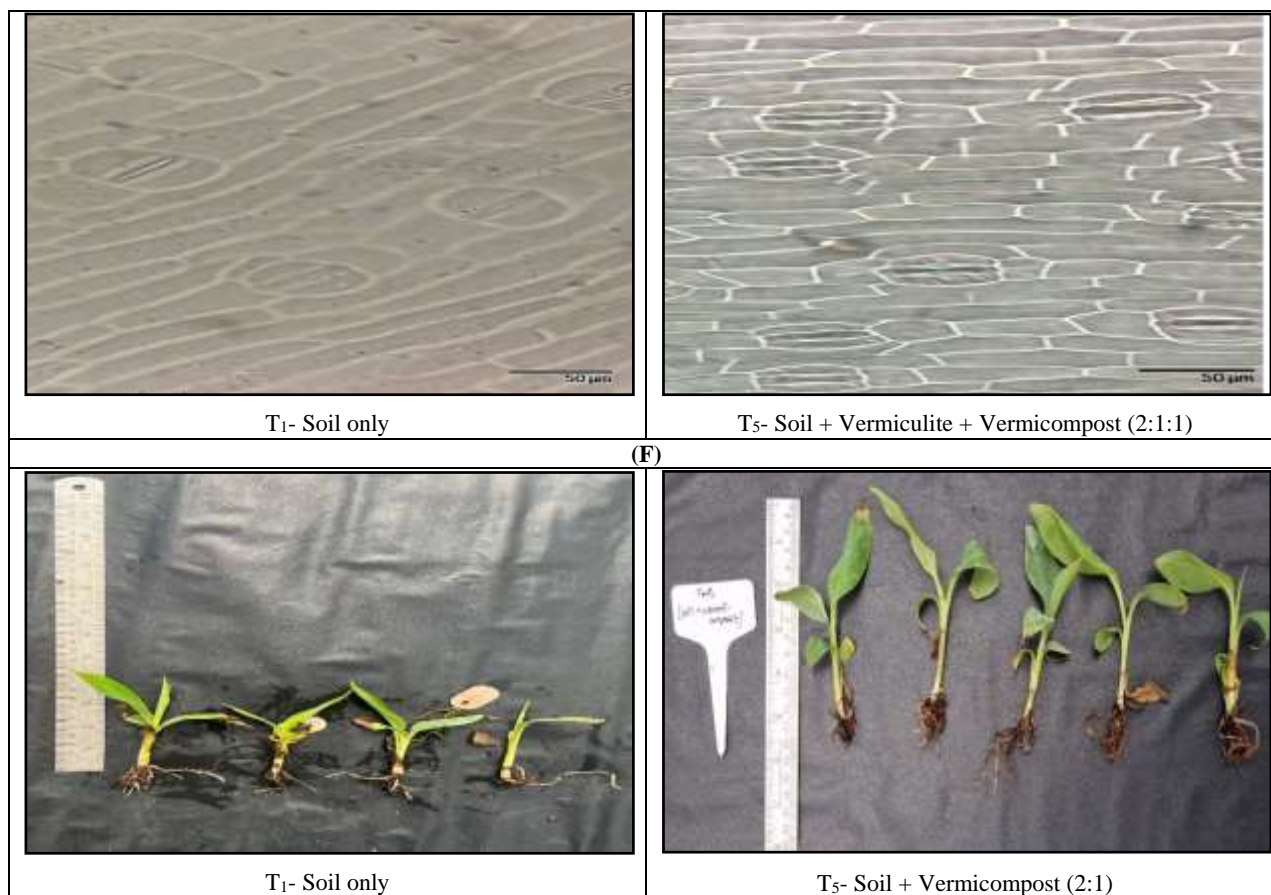 50 µm
50 µm
T₁- Soil only
T₅- Soil + Vermiculite + Vermicompost (2:1:1)
(F)
T₁- Soil only
T₅- Soil + Vermicompost (2:1)